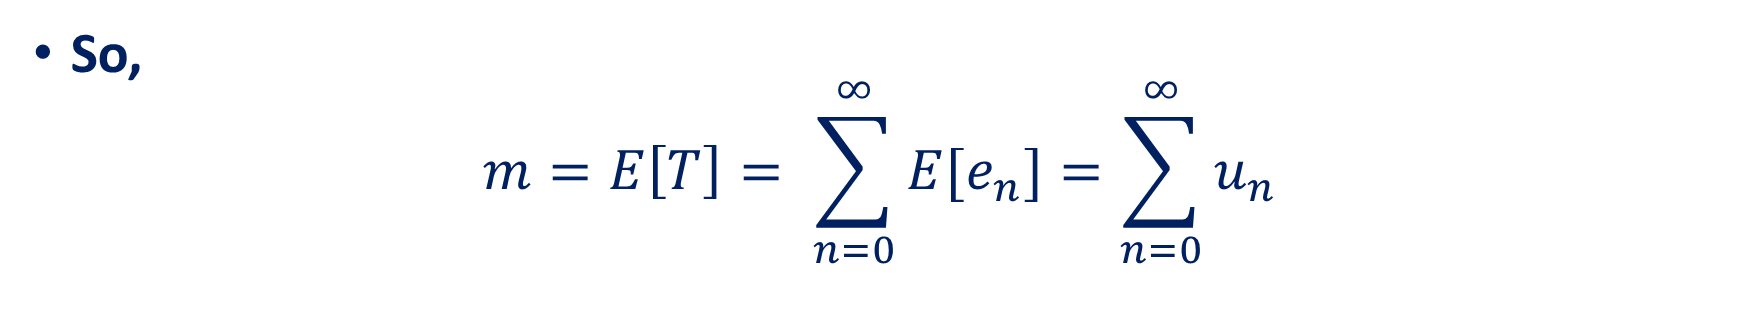 • So,
m = E[T] = ∑_{n=0}^{∞} E[e_n] = ∑_{n=0}^{∞} u_n